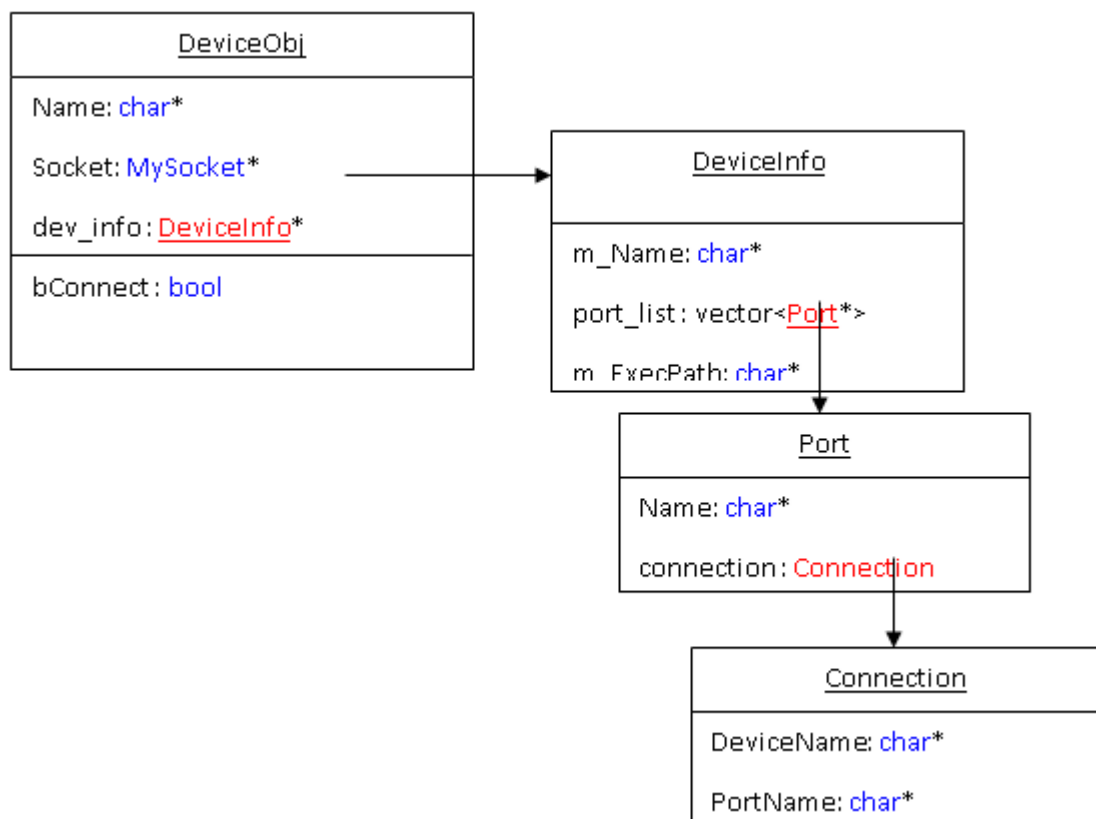 DeviceObj
Name: char*
Socket: MySocket*
dev_info: DeviceInfo*
bConnect: bool
DeviceInfo
m_Name: char*
port_list: vector<Port*>
m_ExecPath: char*
Port
Name: char*
connection: Connection
Connection
DeviceName: char*
PortName: char*